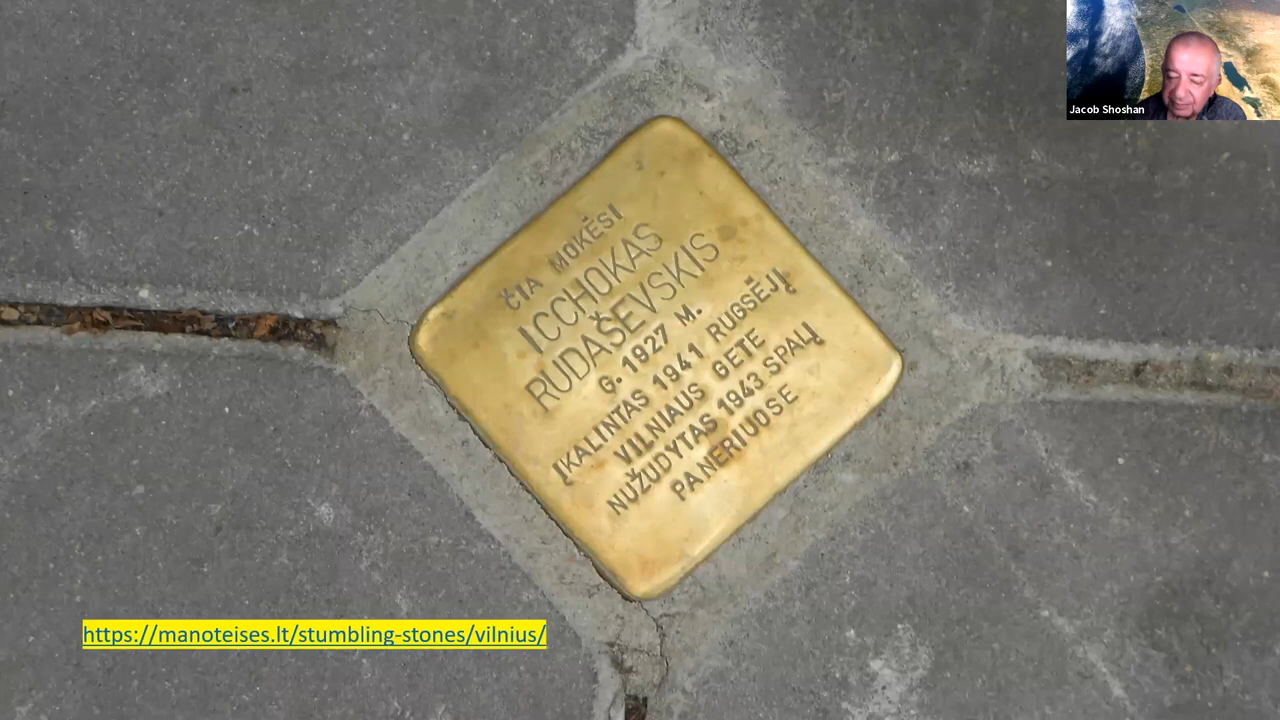 Jacob Shoshan
ČIA MOKĖSI
ICCHOKAS
RUDAŠEVSKIS
G. 1927 M.
ĮKALINTAS 1941 RUGSĖJĮ
VILNIAUS GETE
NUŽUDYTAS 1943 SPALĮ
PANERIUOSE
https://manoteises.lt/stumbling-stones/vilnius/